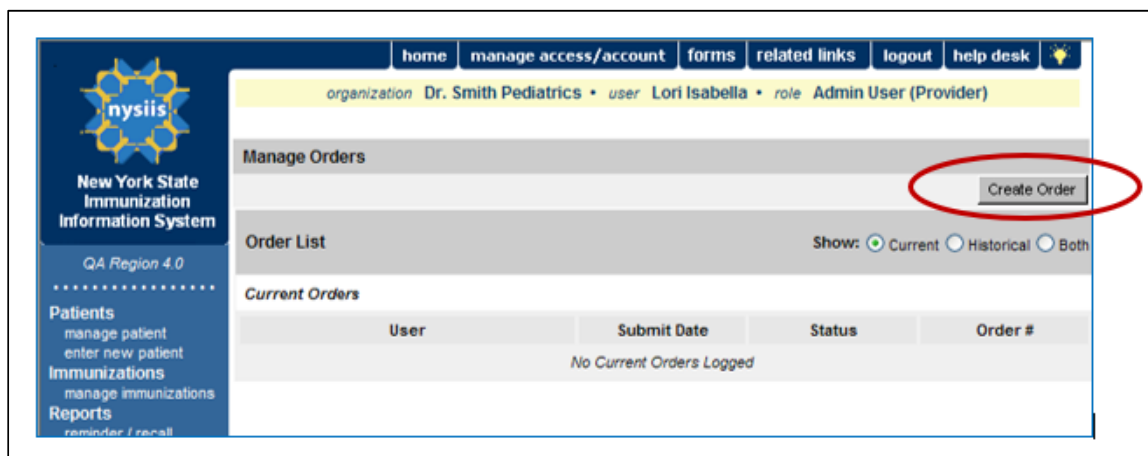 home manage access/account forms related links logout help desk
organization Dr. Smith Pediatrics • user Lori Isabella • role Admin User (Provider)
nysiis
New York State
Immunization
Information System
QA Region 4.0
Patients
manage patient
enter new patient
Immunizations
manage immunizations
Reports
reminder / recall
Manage Orders
Create Order
Order List Show: Current Historical Both
Current Orders
User Submit Date Status Order #
No Current Orders Logged